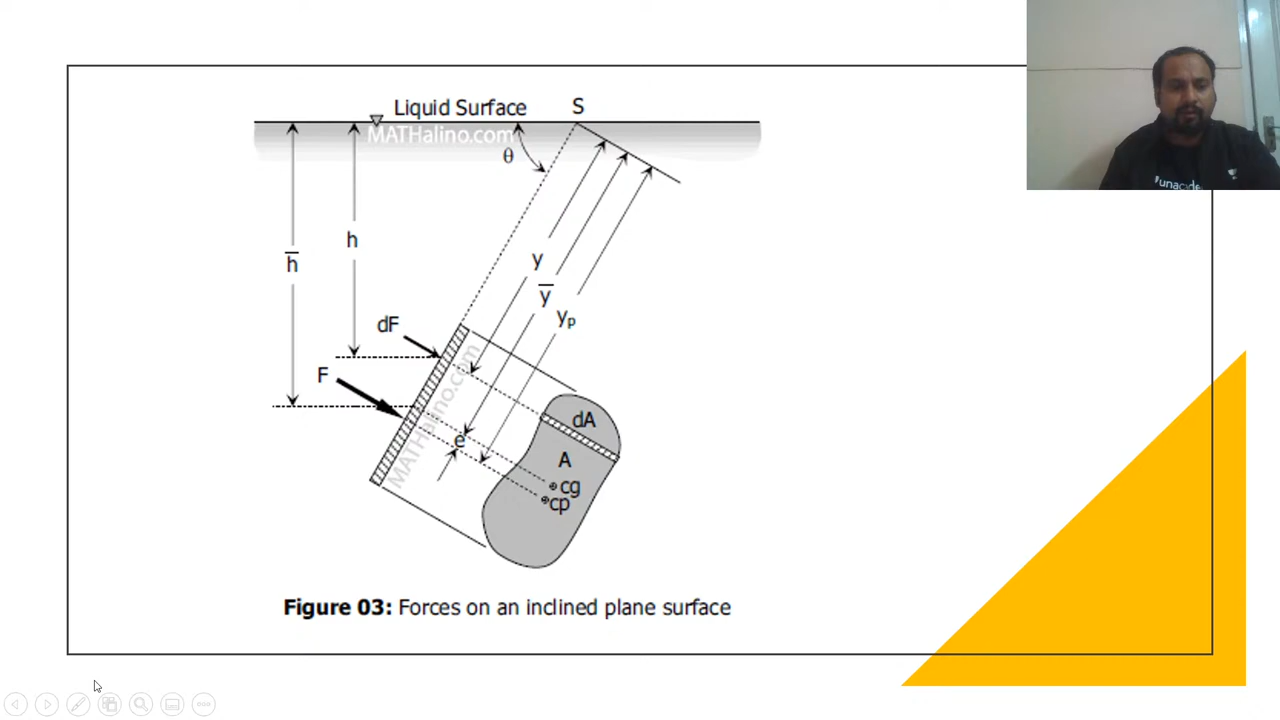 Liquid Surface
S
MATHalino.com
θ
h
h̅
y
y̅
yₚ
dF
F
MATHalino.com
e
dA
A
cg
cp
Figure 03: Forces on an inclined plane surface